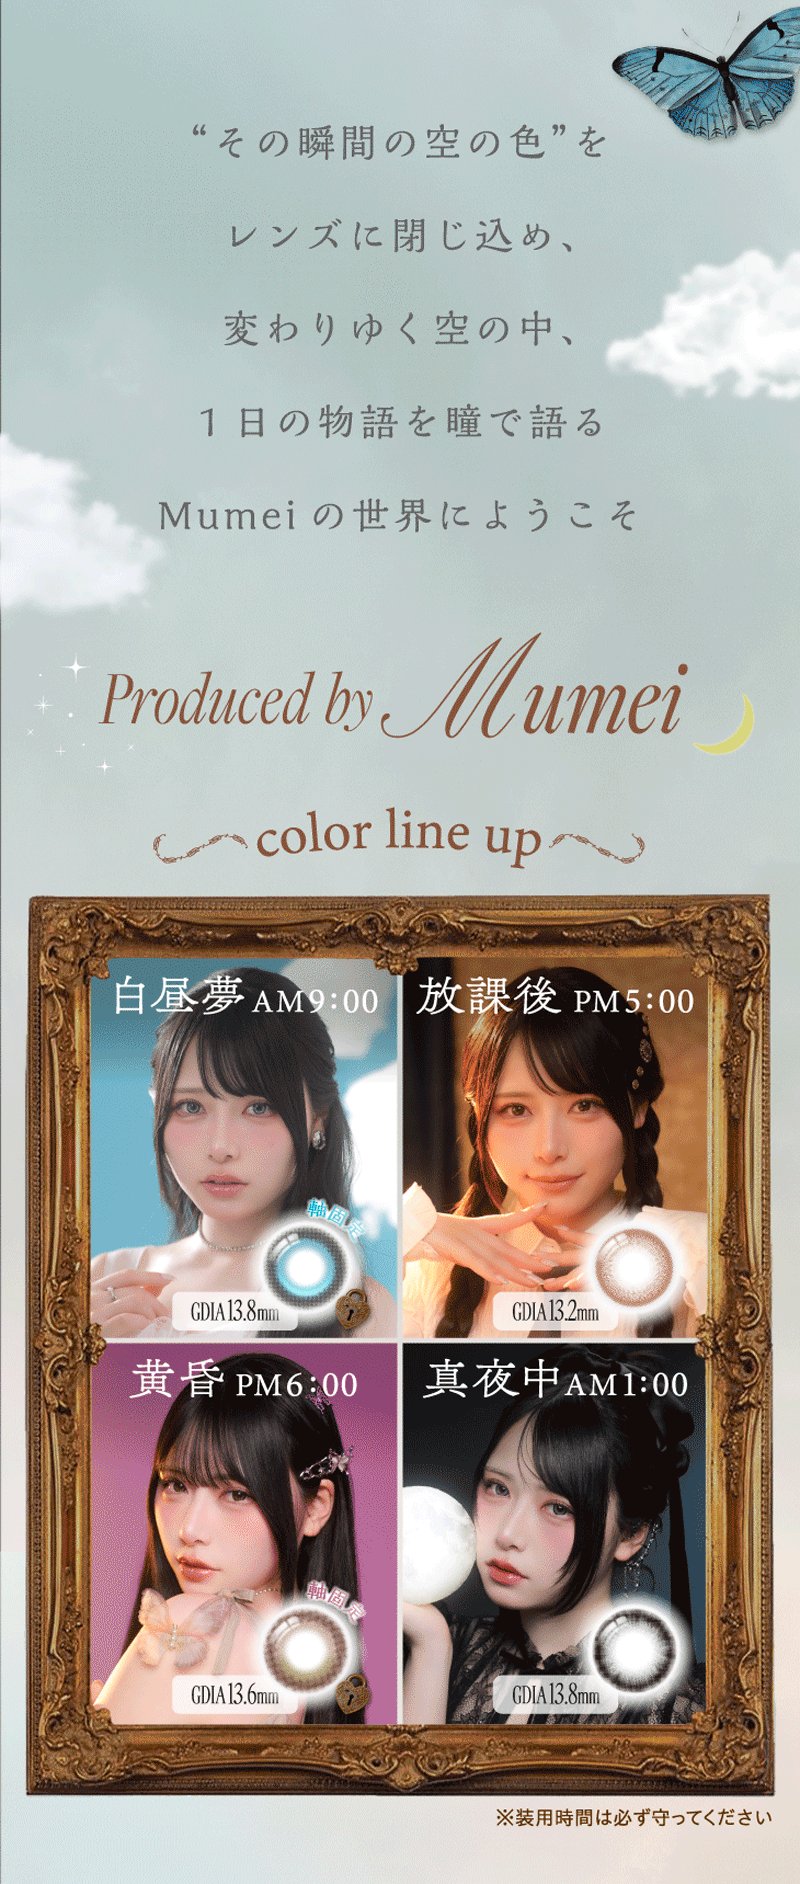 “その瞬間の空の色”を
レンズに閉じ込め、
変わりゆく空の中、
1日の物語を瞳で語る
Mumeiの世界にようこそ
Produced by Mumei
color line up
白昼夢 AM9:00
軸固定
GDIA13.8mm
放課後 PM5:00
GDIA13.2mm
黄昏 PM6:00
軸固定
GDIA13.6mm
真夜中 AM1:00
GDIA13.8mm
※装用時間は必ず守ってください